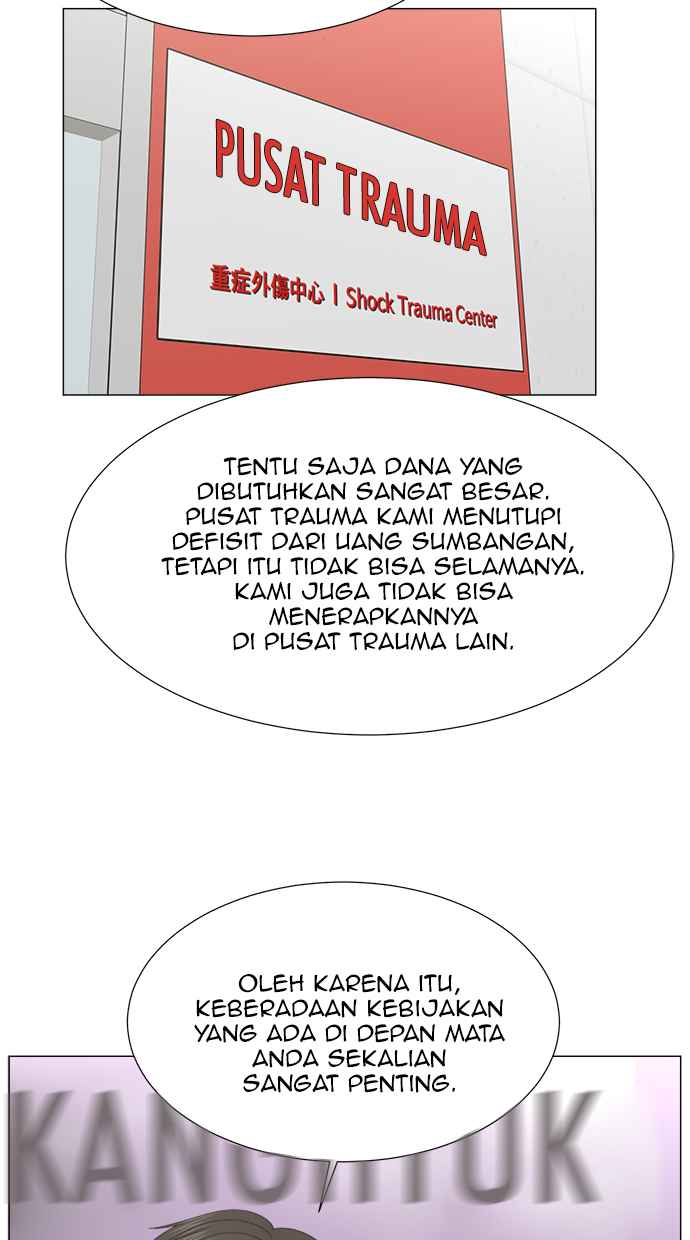 PUSAT TRAUMA
重症外傷中心 | Shock Trauma Center
TENTU SAJA DANA YANG
DIBUTUHKAN SANGAT BESAR.
PUSAT TRAUMA KAMI MENUTUPI
DEFISIT DARI UANG SUMBANGAN,
TETAPI ITU TIDAK BISA SELAMANYA.
KAMI JUGA TIDAK BISA
MENERAPKANNYA
DI PUSAT TRAUMA LAIN.
OLEH KARENA ITU,
KEBERADAAN KEBIJAKAN
YANG ADA DI DEPAN MATA
ANDA SEKALIAN
SANGAT PENTING.